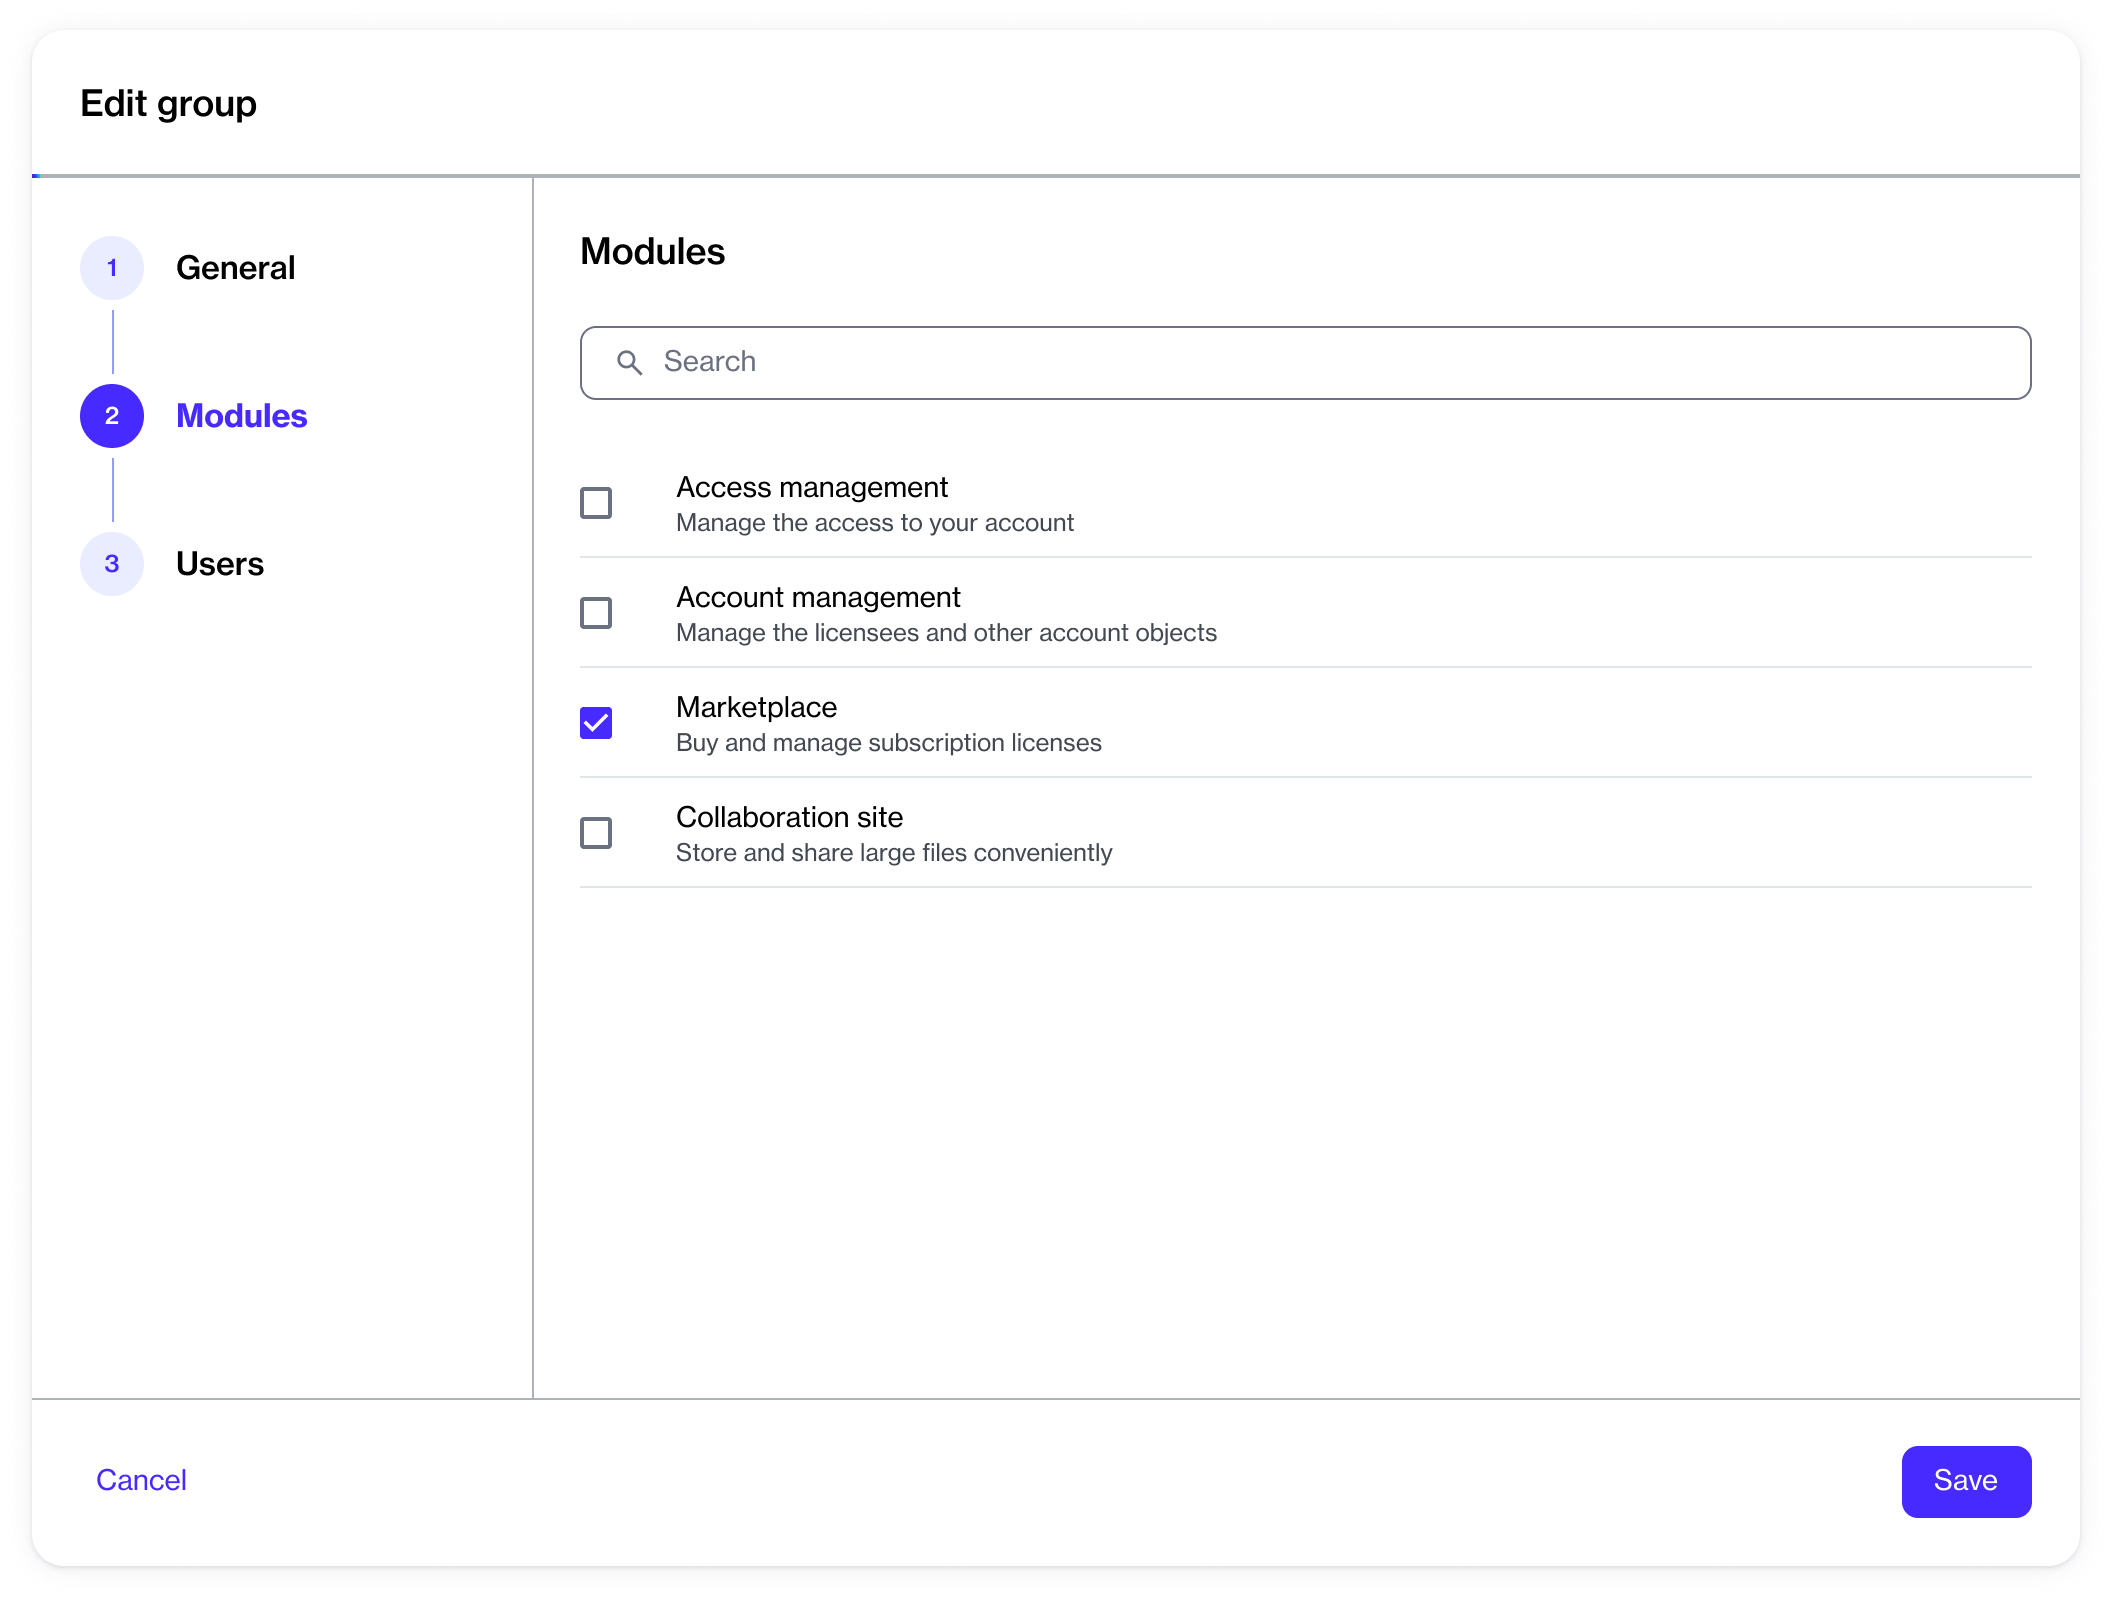 Edit group
1 General
2 Modules
3 Users
Modules
Search
Access management
Manage the access to your account
Account management
Manage the licensees and other account objects
Marketplace
Buy and manage subscription licenses
Collaboration site
Store and share large files conveniently
Cancel
Save